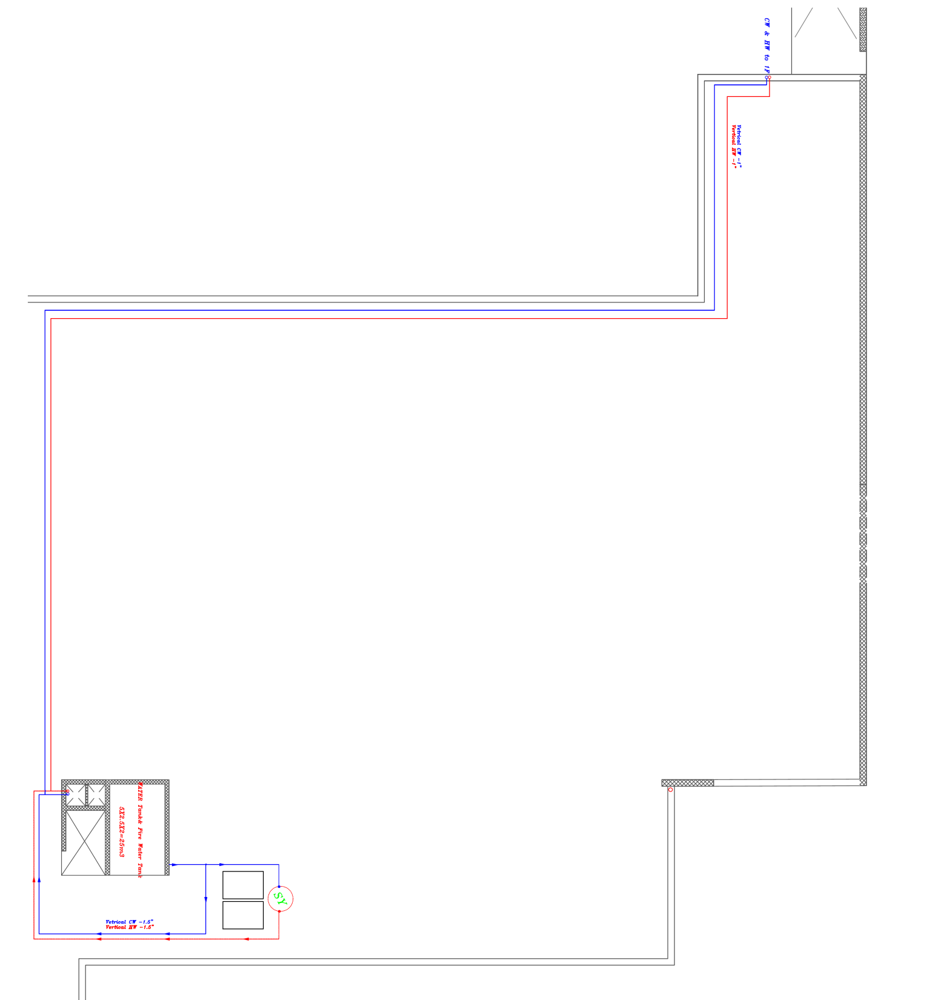 CW & HW to 1F
Vetrical CW -1"
Vertical HW -1"
WATER Tank& Fire Water Tank
5X2.5X2=25m3
SY
Vetrical CW -1.5"
Vertical HW -1.5"